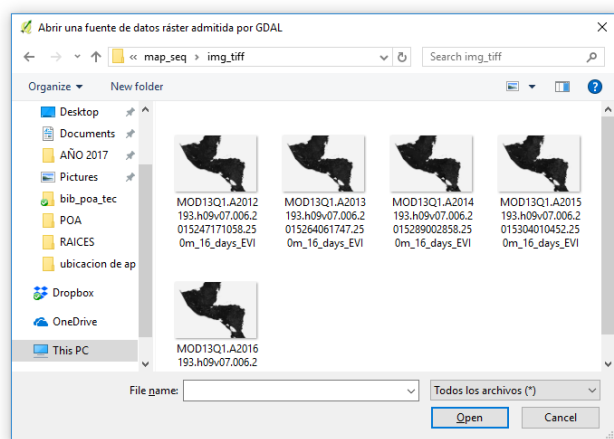 Abrir una fuente de datos ráster admitida por GDAL
« map_seq › img_tiff
Search img_tiff
Organize
New folder
Desktop
Documents
AÑO 2017
Pictures
bib_poa_tec
POA
RAICES
ubicacion de ap
Dropbox
OneDrive
This PC
MOD13Q1.A2012
193.h09v07.006.2
015247171058.25
0m_16_days_EVI
MOD13Q1.A2013
193.h09v07.006.2
015264061747.25
0m_16_days_EVI
MOD13Q1.A2014
193.h09v07.006.2
015289002858.25
0m_16_days_EVI
MOD13Q1.A2015
193.h09v07.006.2
015304010452.25
0m_16_days_EVI
MOD13Q1.A2016
193.h09v07.006.2
File name:
Todos los archivos (*)
Open
Cancel